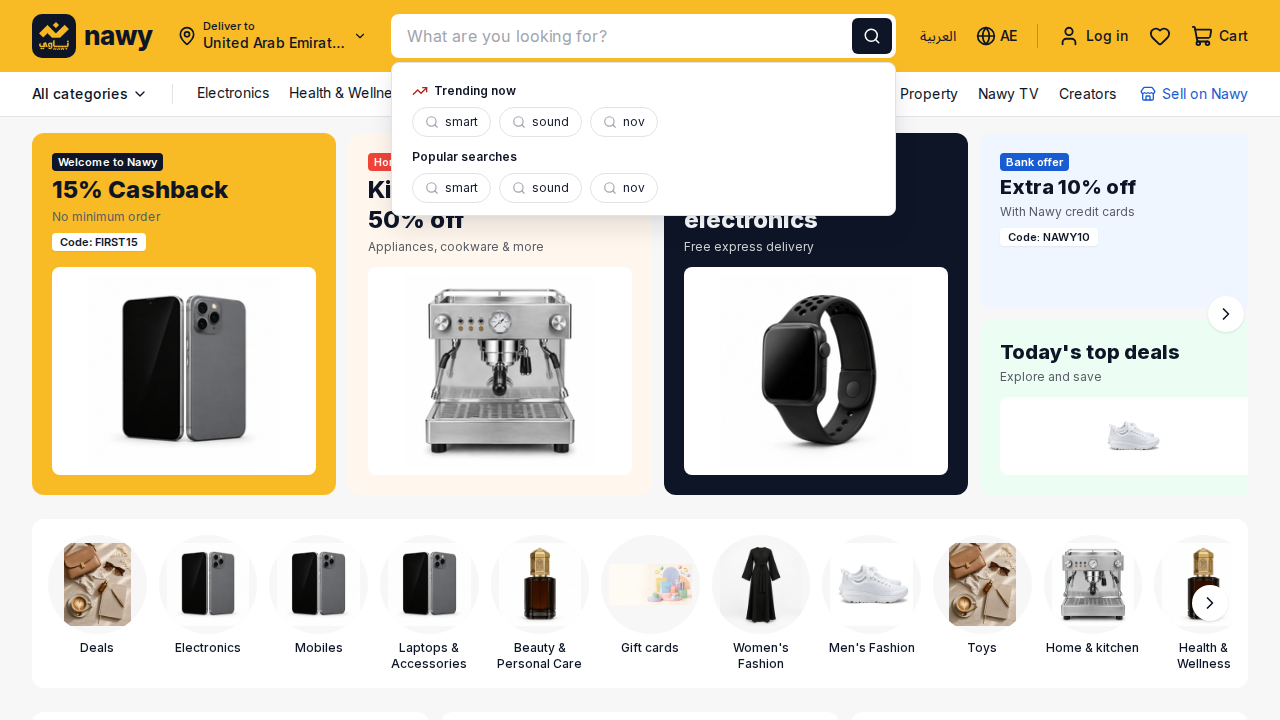 نـــاوي
NAWY
nawy
Deliver to
United Arab Emirat...
What are you looking for?
العربية
AE
Log in
Cart
All categories
Electronics
Health & Wellne
Property
Nawy TV
Creators
Sell on Nawy
Trending now
smart
sound
nov
Popular searches
smart
sound
nov
Welcome to Nawy
15% Cashback
No minimum order
Code: FIRST15
50% off
Appliances, cookware & more
electronics
Free express delivery
Bank offer
Extra 10% off
With Nawy credit cards
Code: NAWY10
Today's top deals
Explore and save
Deals
Electronics
Mobiles
Laptops &
Accessories
Beauty &
Personal Care
Gift cards
Women's
Fashion
Men's Fashion
Toys
Home & kitchen
Health &
Wellness